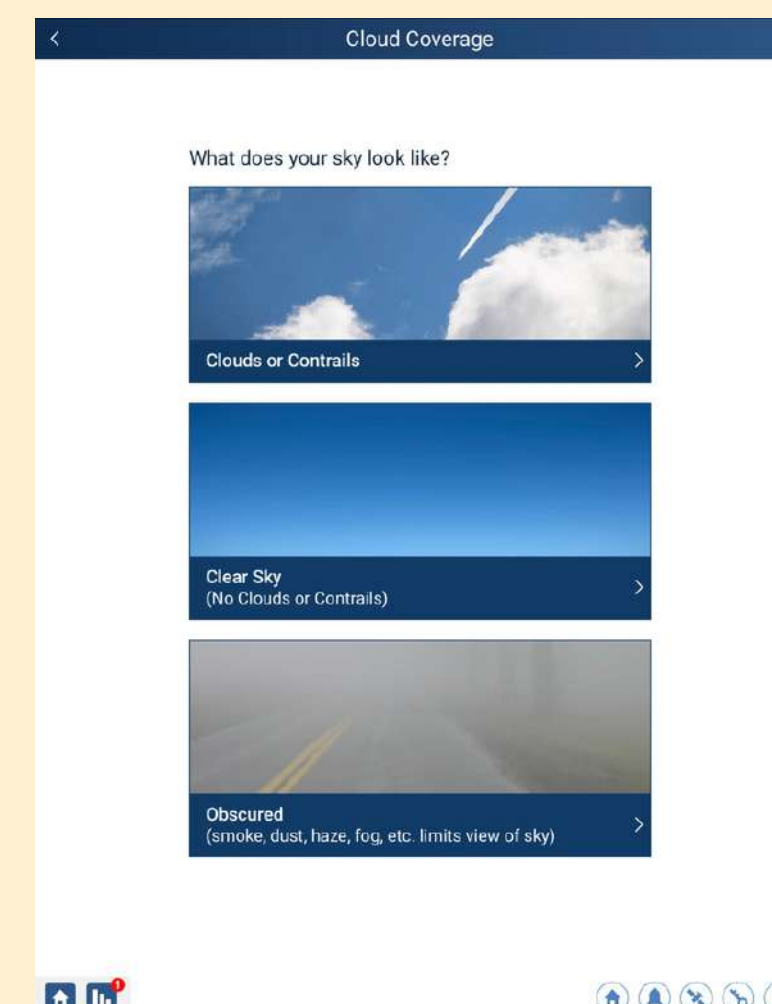 Cloud Coverage
What does your sky look like?
Clouds or Contrails
Clear Sky
(No Clouds or Contrails)
Obscured
(smoke, dust, haze, fog, etc. limits view of sky)
1